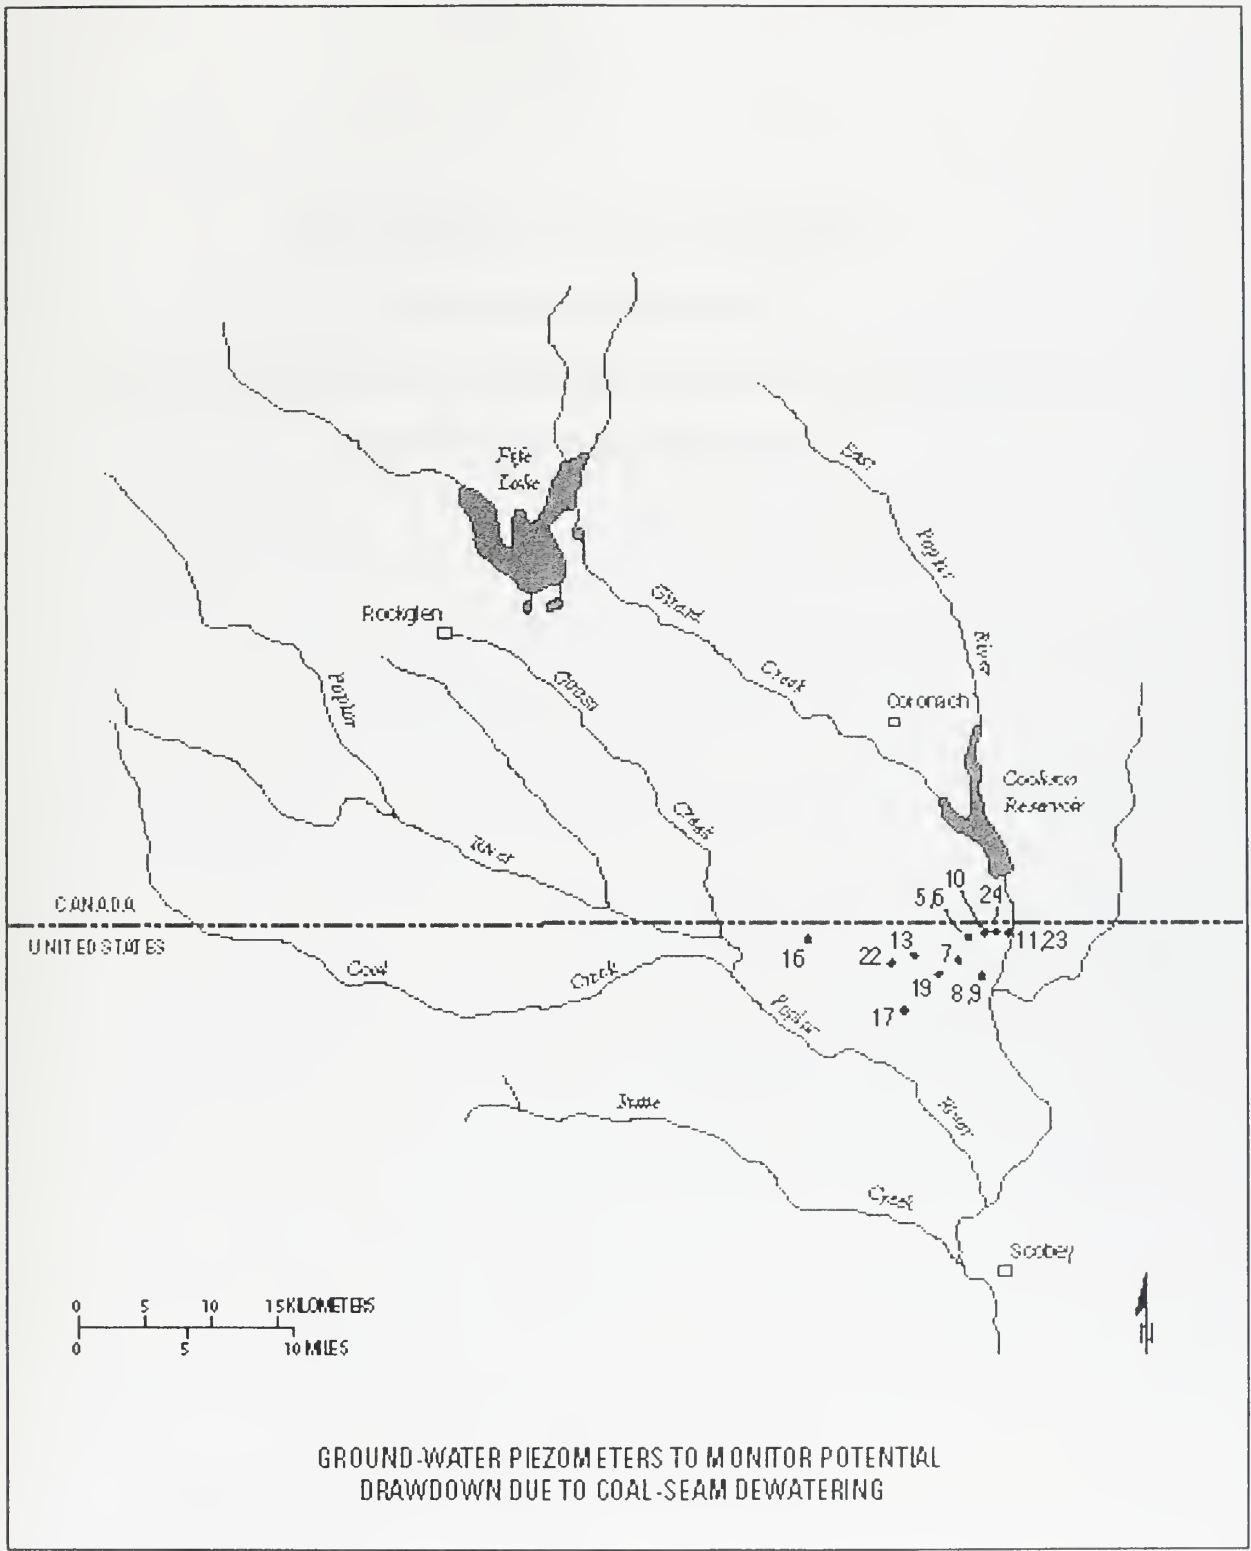 Fife
Lake
East
Poplar
River
Girard
Creek
Rockglen
Goose
Creek
Poplar
River
Coronach
Cookson
Reservoir
10
5,6
24
CANADA
UNITED STATES
16
22
13
7
11,23
19
8,9
17
Coal
Creek
Poplar
River
Butte
Creek
Scobey
0 5 10 15 KILOMETERS
0 5 10 MILES
N
GROUND-WATER PIEZOMETERS TO MONITOR POTENTIAL
DRAWDOWN DUE TO COAL-SEAM DEWATERING